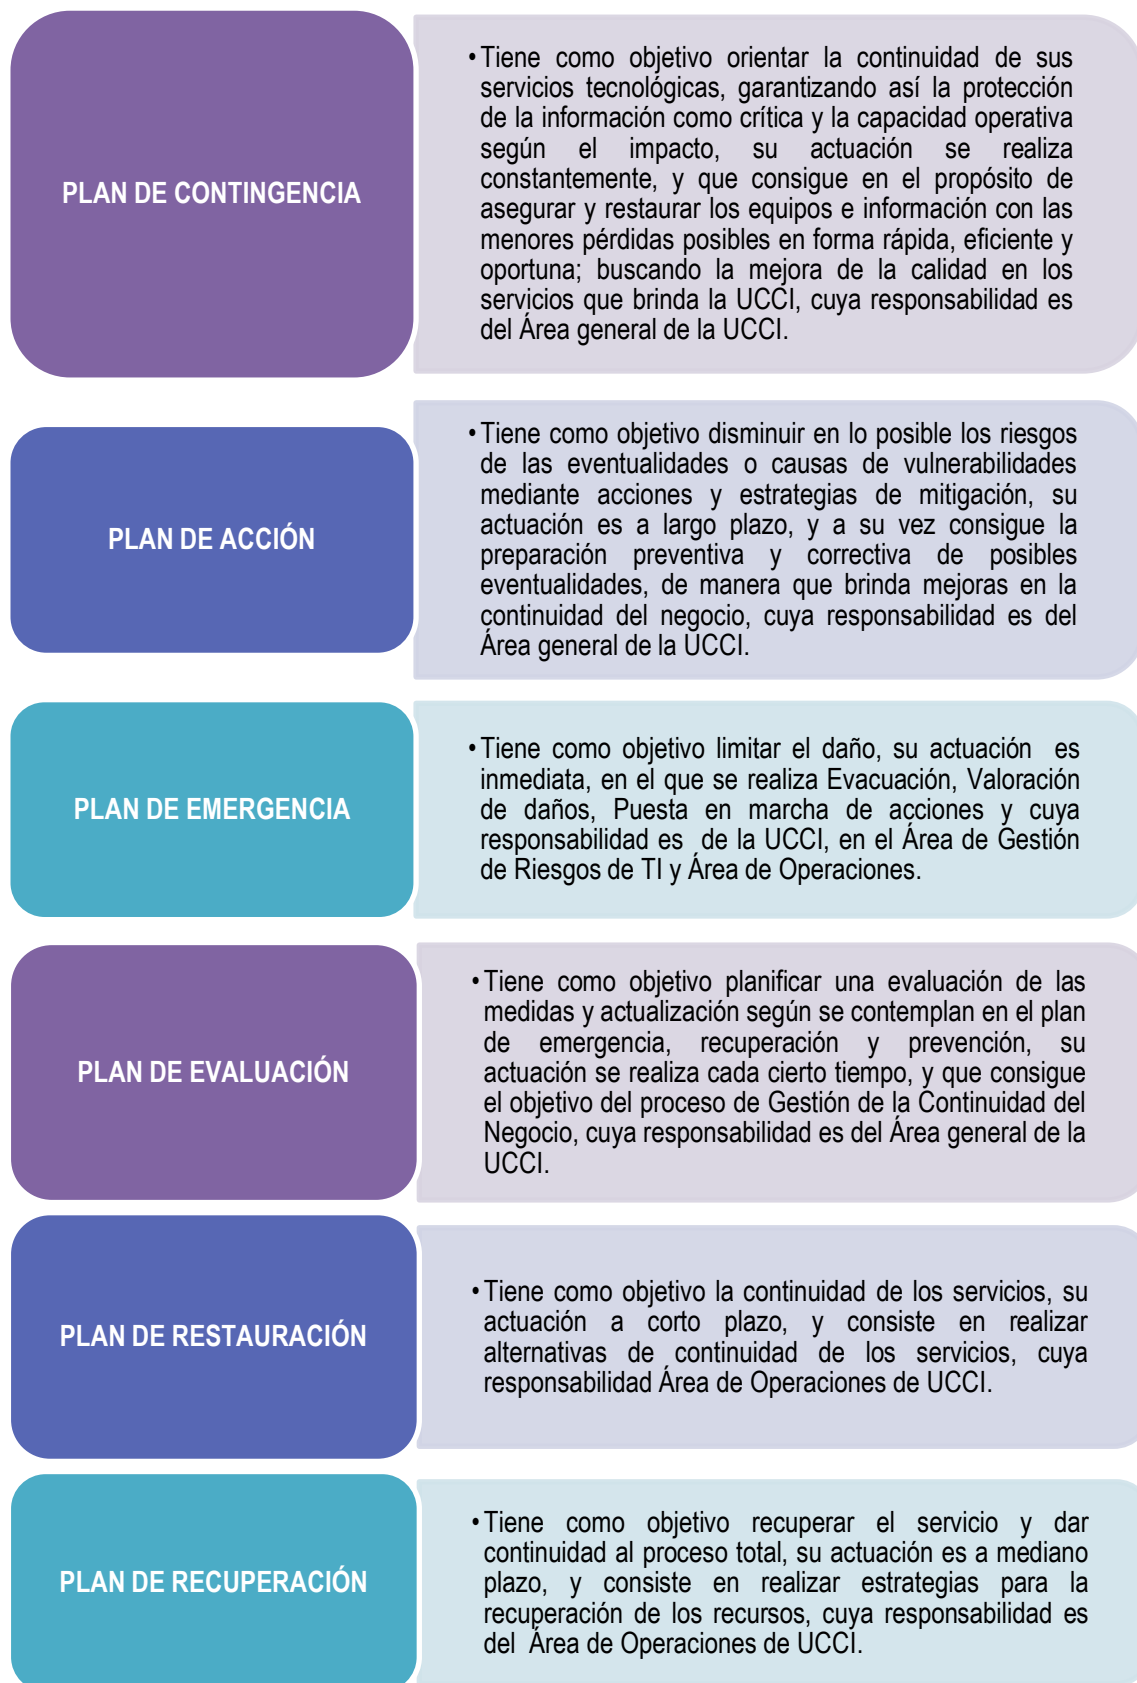 PLAN DE CONTINGENCIA
•Tiene como objetivo orientar la continuidad de sus
servicios tecnológicas, garantizando así la protección
de la información como crítica y la capacidad operativa
según el impacto, su actuación se realiza
constantemente, y que consigue en el propósito de
asegurar y restaurar los equipos e información con las
menores pérdidas posibles en forma rápida, eficiente y
oportuna; buscando la mejora de la calidad en los
servicios que brinda la UCCI, cuya responsabilidad es
del Área general de la UCCI.
PLAN DE ACCIÓN
•Tiene como objetivo disminuir en lo posible los riesgos
de las eventualidades o causas de vulnerabilidades
mediante acciones y estrategias de mitigación, su
actuación es a largo plazo, y a su vez consigue la
preparación preventiva y correctiva de posibles
eventualidades, de manera que brinda mejoras en la
continuidad del negocio, cuya responsabilidad es del
Área general de la UCCI.
PLAN DE EMERGENCIA
•Tiene como objetivo limitar el daño, su actuación es
inmediata, en el que se realiza Evacuación, Valoración
de daños, Puesta en marcha de acciones y cuya
responsabilidad es de la UCCI, en el Área de Gestión
de Riesgos de TI y Área de Operaciones.
PLAN DE EVALUACIÓN
•Tiene como objetivo planificar una evaluación de las
medidas y actualización según se contemplan en el plan
de emergencia, recuperación y prevención, su
actuación se realiza cada cierto tiempo, y que consigue
el objetivo del proceso de Gestión de la Continuidad del
Negocio, cuya responsabilidad es del Área general de la
UCCI.
PLAN DE RESTAURACIÓN
•Tiene como objetivo la continuidad de los servicios, su
actuación a corto plazo, y consiste en realizar
alternativas de continuidad de los servicios, cuya
responsabilidad Área de Operaciones de UCCI.
PLAN DE RECUPERACIÓN
•Tiene como objetivo recuperar el servicio y dar
continuidad al proceso total, su actuación es a mediano
plazo, y consiste en realizar estrategias para la
recuperación de los recursos, cuya responsabilidad es
del Área de Operaciones de UCCI.